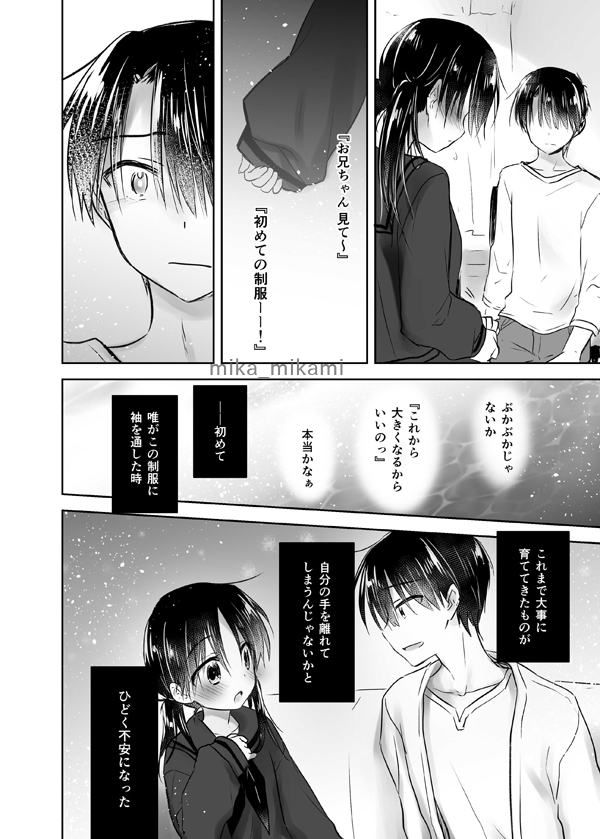 『お兄ちゃん 見て〜』
『初めての制服——！』
mika_mikami
ぶかぶかじゃ
ないか
『これから
大きくなるから
いいのっ』
本当かなぁ
——初めて
唯がこの制服に
袖を通した時
これまで大事に
育ててきたものが
自分の手を離れて
しまうんじゃないかと
ひどく不安になった